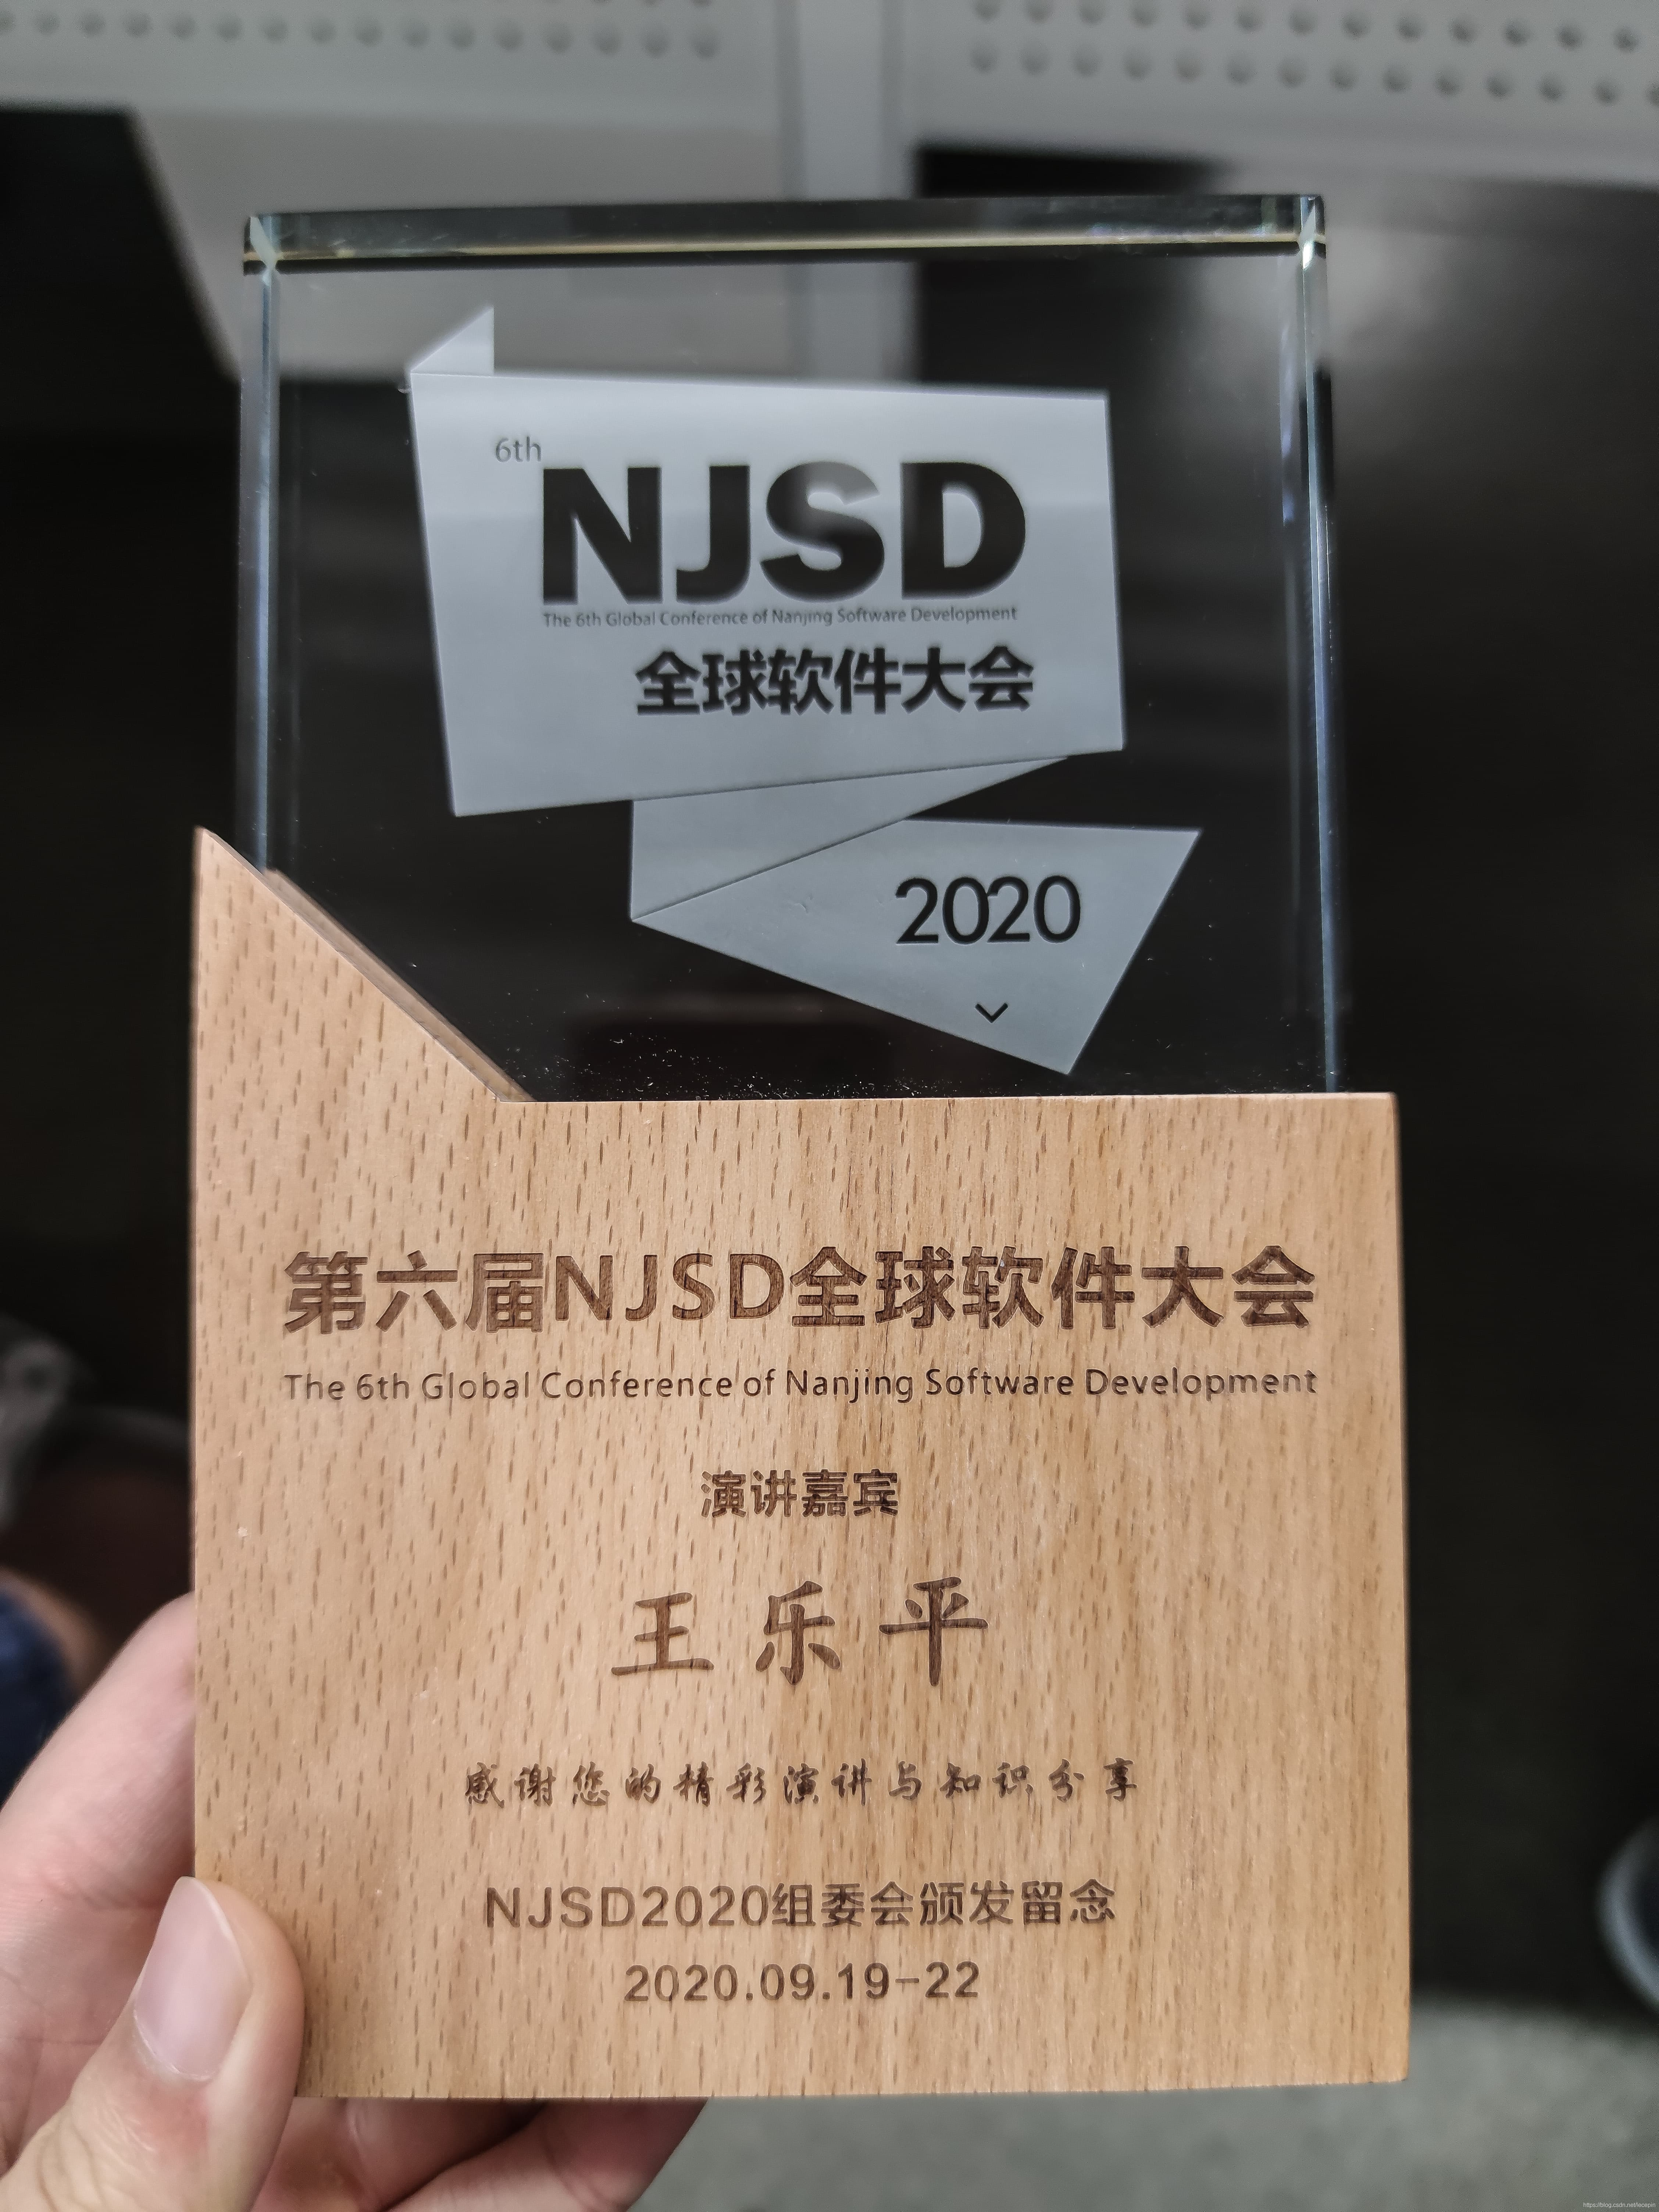 6th
NJSD
The 6th Global Conference of Nanjing Software Development
全球软件大会
2020
第六届NJSD全球软件大会
The 6th Global Conference of Nanjing Software Development
演讲嘉宾
王乐平
感谢您的精彩演讲与知识分享
NJSD2020组委会颁发留念
2020.09.19-22